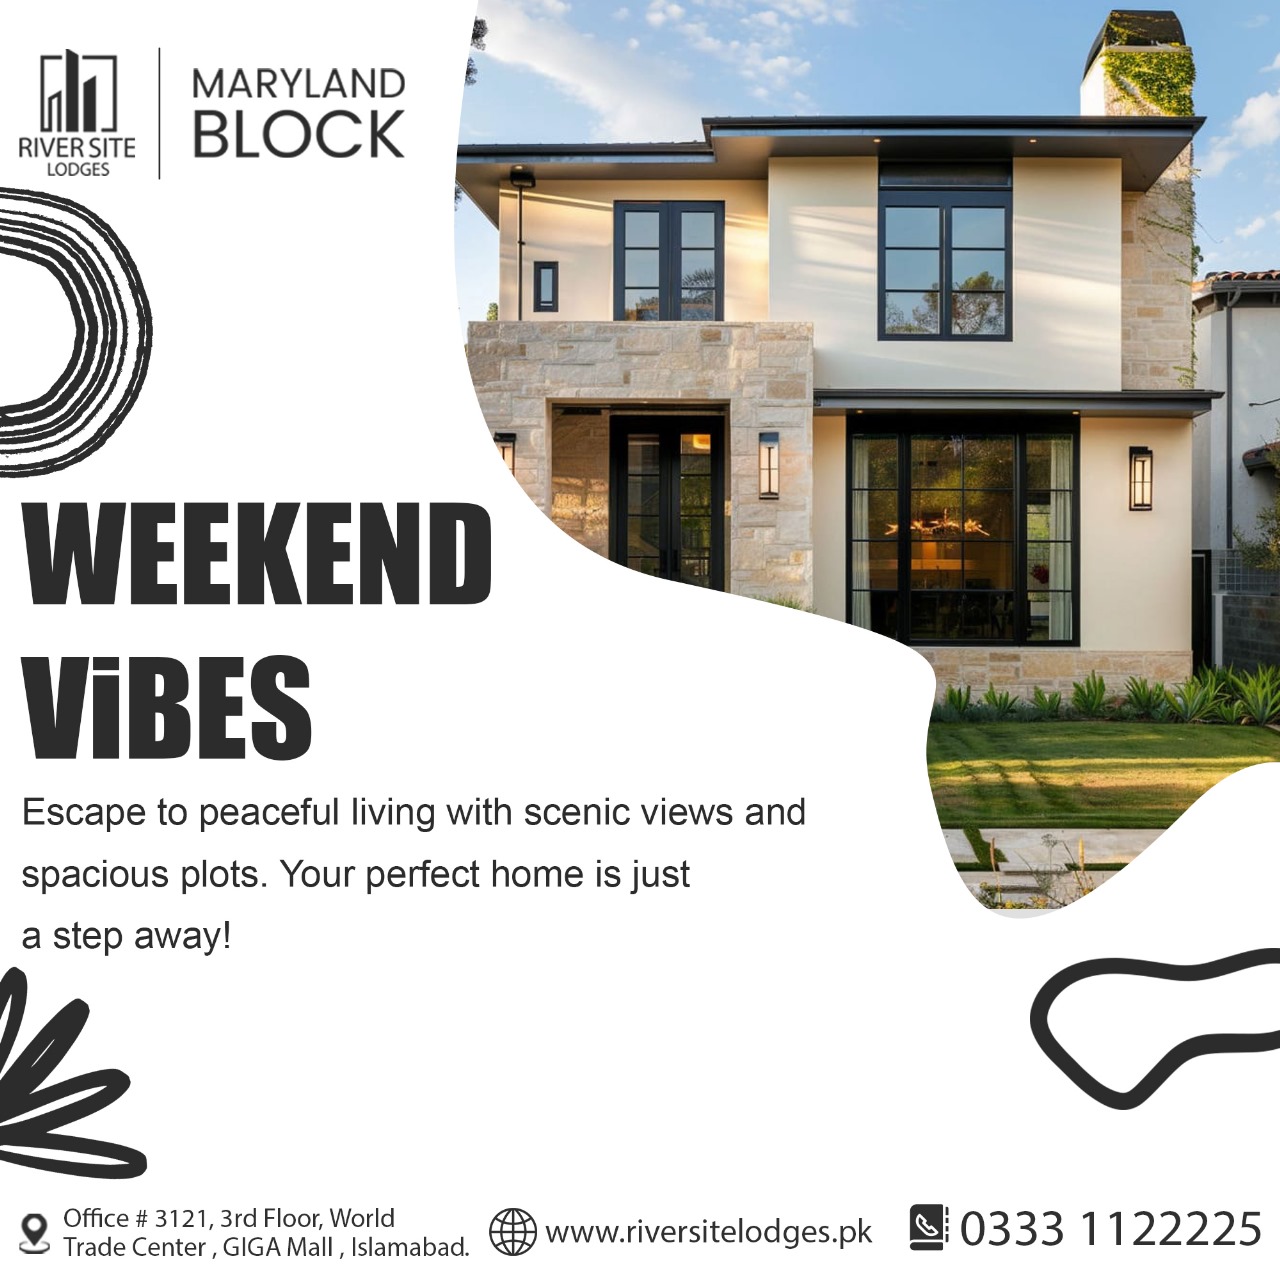 RIVER SITE
LODGES
MARYLAND
BLOCK
WEEKEND
ViBES
Escape to peaceful living with scenic views and
spacious plots. Your perfect home is just
a step away!
Office # 3121, 3rd Floor, World
Trade Center , GIGA Mall , Islamabad.
www.riversitelodges.pk
0333 1122225